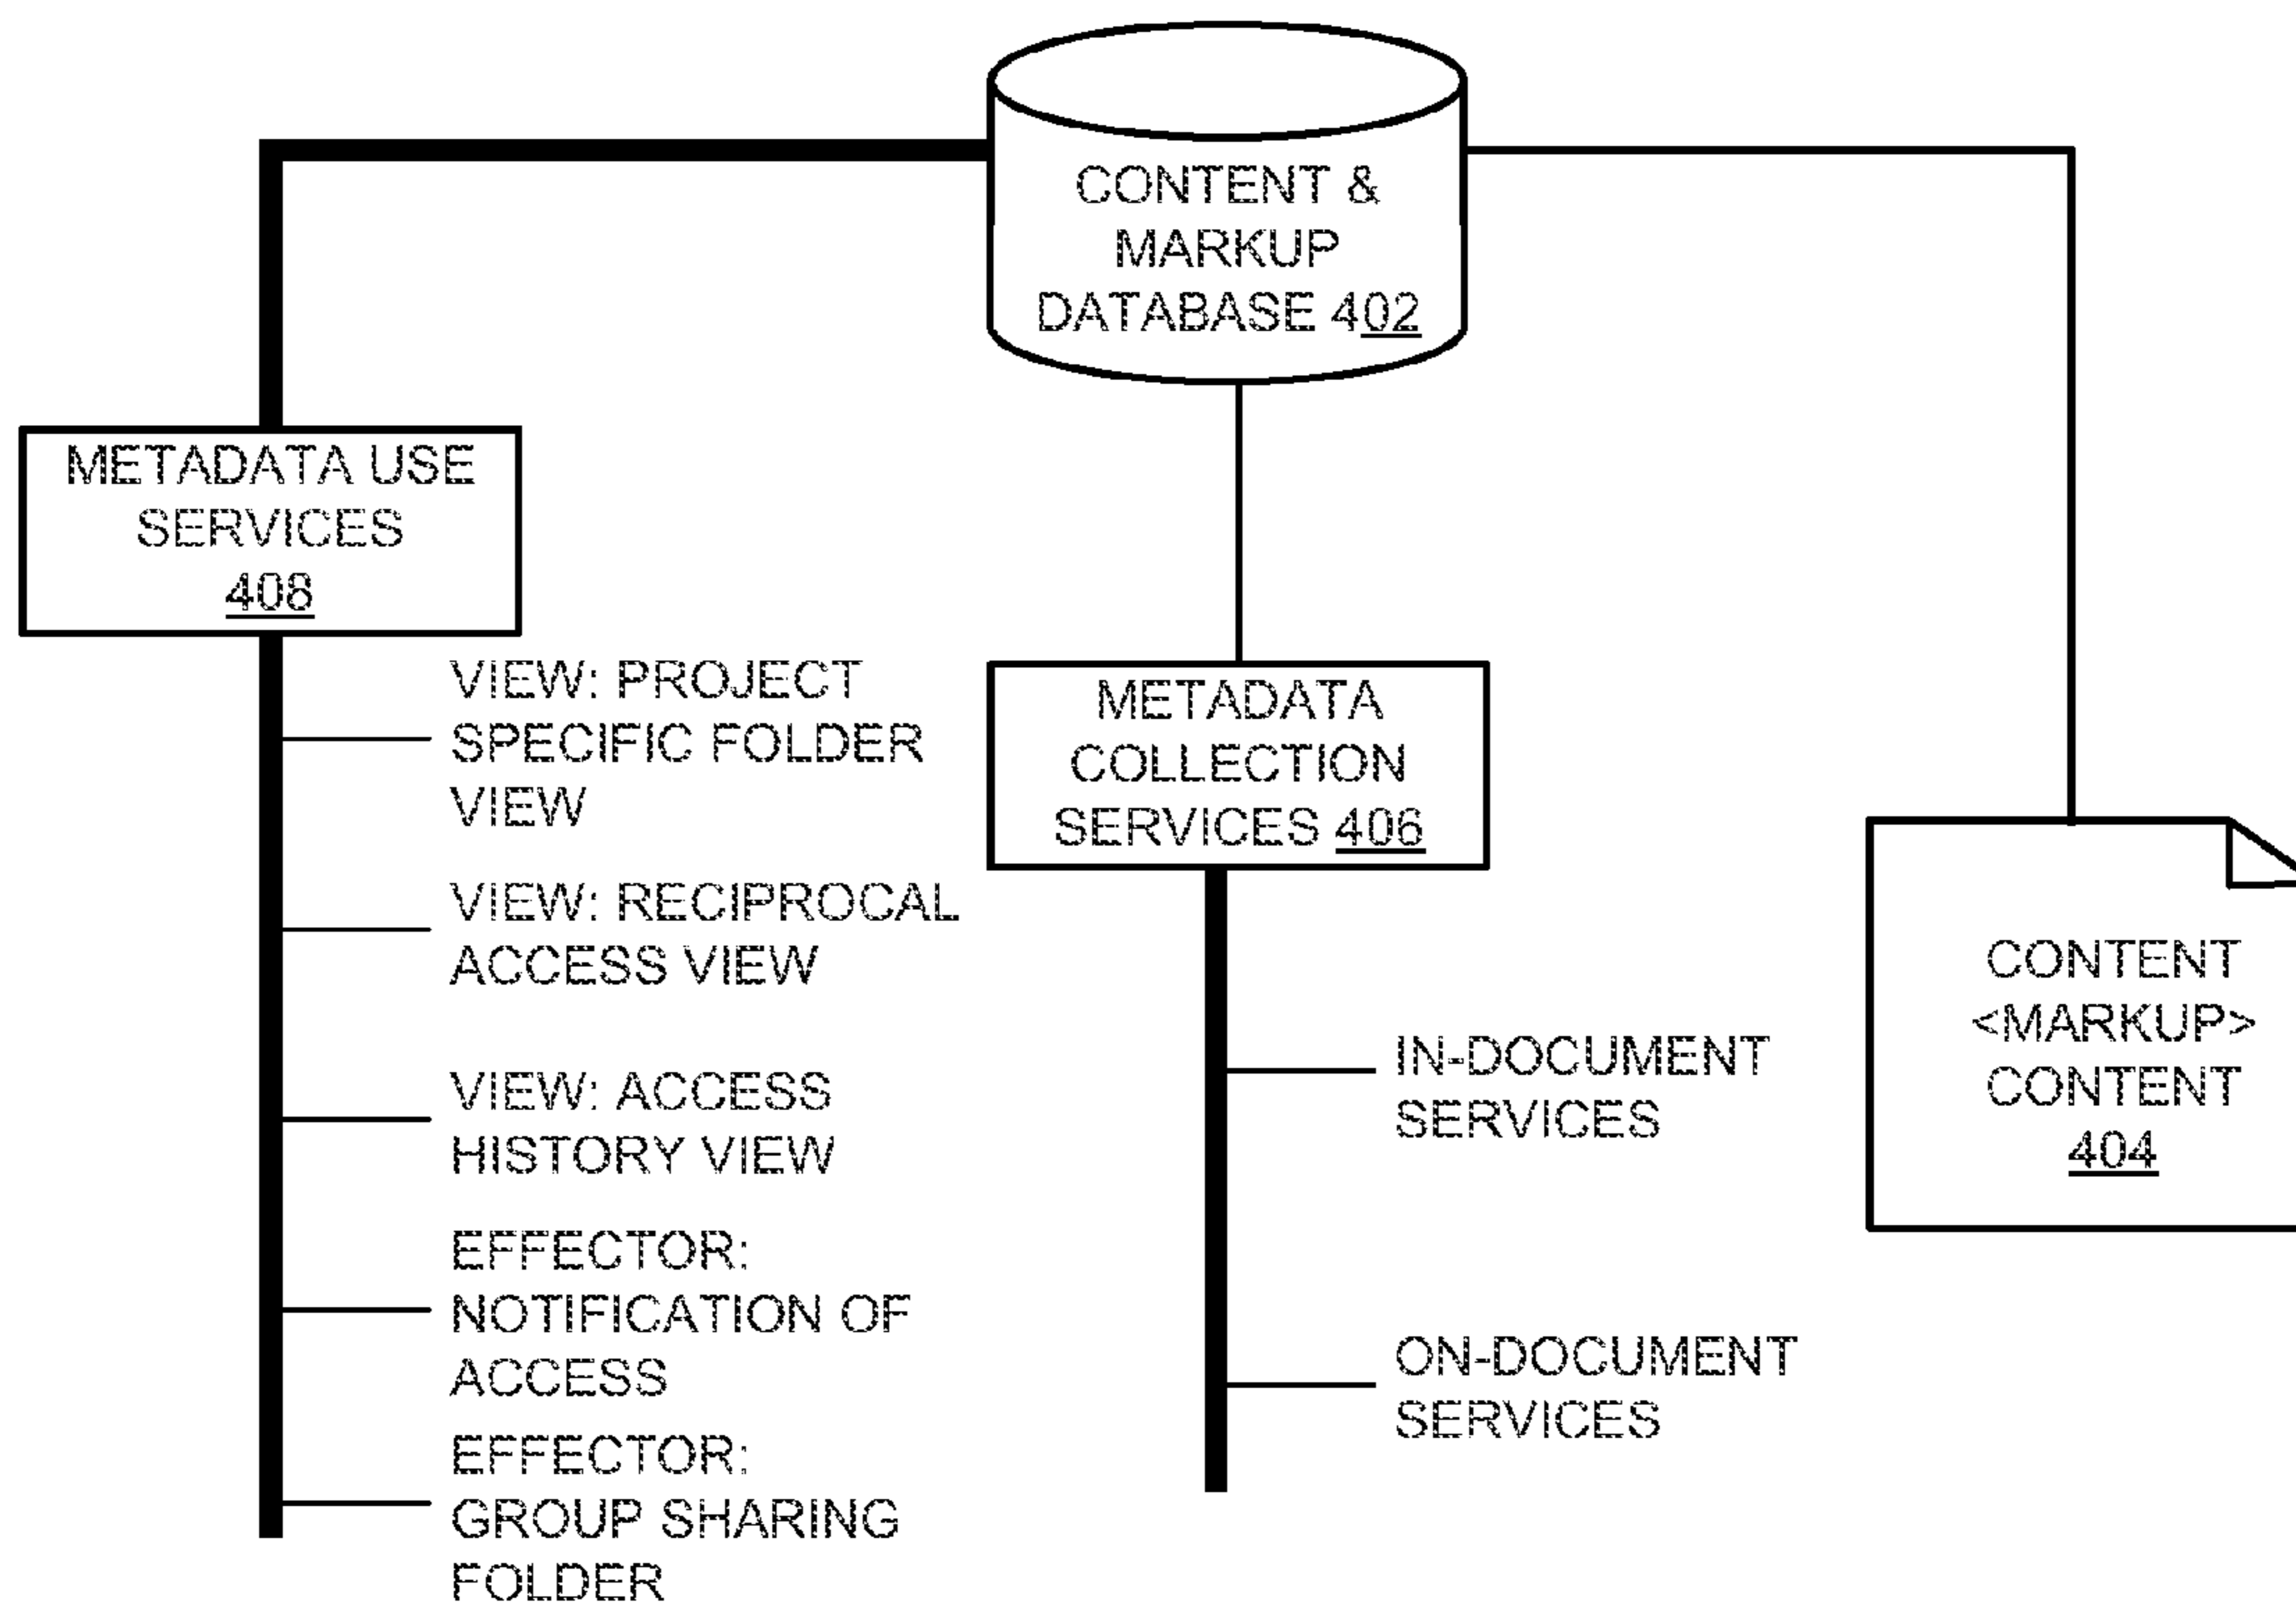 CONTENT &
MARKUP
DATABASE 402
METADATA USE
SERVICES
408
VIEW: PROJECT
SPECIFIC FOLDER
VIEW
VIEW: RECIPROCAL
ACCESS VIEW
VIEW: ACCESS
HISTORY VIEW
EFFECTOR:
NOTIFICATION OF
ACCESS
EFFECTOR:
GROUP SHARING
FOLDER
METADATA
COLLECTION
SERVICES 406
IN-DOCUMENT
SERVICES
ON-DOCUMENT
SERVICES
CONTENT
<MARKUP>
CONTENT
404